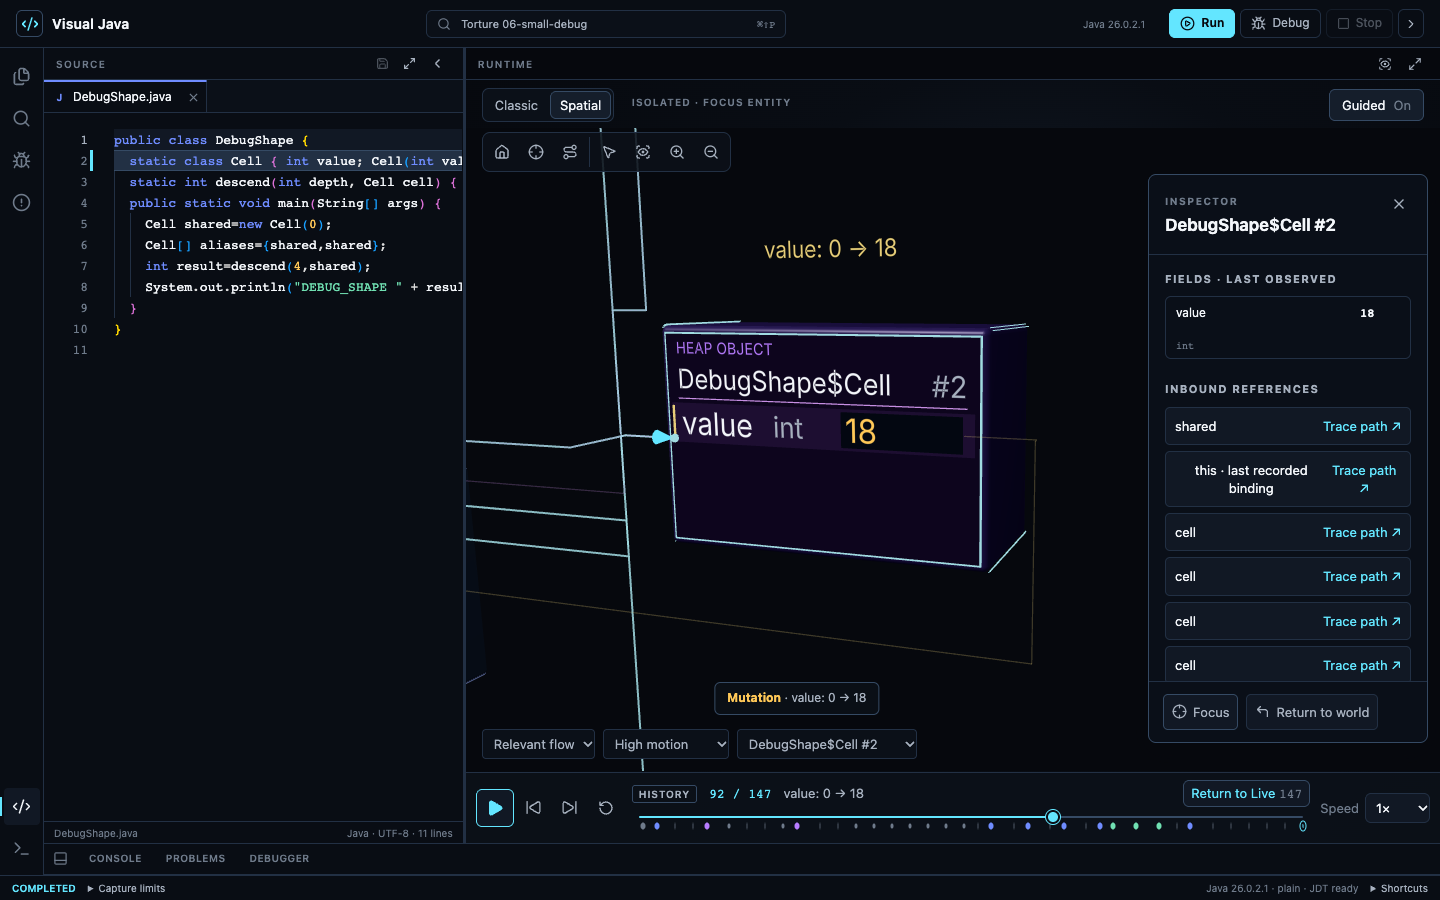 Visual Java
Torture 06-small-debug
⌘⇧P
Java 26.0.2.1
Run
Debug
Stop
SOURCE
RUNTIME
J DebugShape.java
Classic
Spatial
ISOLATED · FOCUS ENTITY
Guided On
1 public class DebugShape {
2 static class Cell { int value; Cell(int val
3 static int descend(int depth, Cell cell) {
4 public static void main(String[] args) {
5 Cell shared=new Cell(0);
6 Cell[] aliases={shared,shared};
7 int result=descend(4,shared);
8 System.out.println("DEBUG_SHAPE " + resul
9 }
10 }
11
value: 0 → 18
HEAP OBJECT
DebugShape$Cell #2
value int 18
INSPECTOR
DebugShape$Cell #2
FIELDS · LAST OBSERVED
value 18
int
INBOUND REFERENCES
shared Trace path ↗
this · last recorded binding Trace path ↗
cell Trace path ↗
cell Trace path ↗
cell Trace path ↗
cell Trace path ↗
Focus
Return to world
Mutation · value: 0 → 18
Relevant flow
High motion
DebugShape$Cell #2
HISTORY 92 / 147 value: 0 → 18
Return to Live 147
Speed 1×
DebugShape.java
Java · UTF-8 · 11 lines
CONSOLE
PROBLEMS
DEBUGGER
COMPLETED
Capture limits
Java 26.0.2.1 · plain · JDT ready
Shortcuts